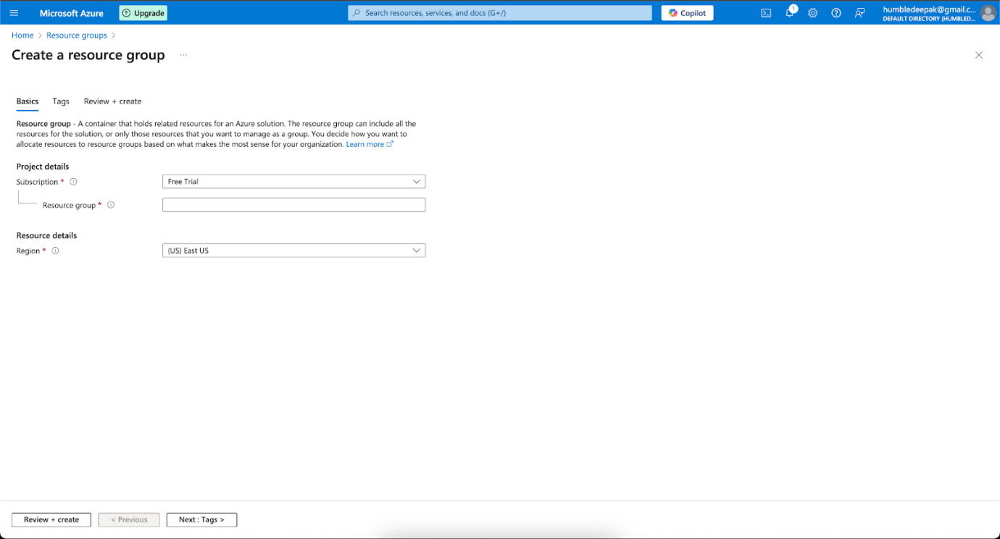 Microsoft Azure
Upgrade
Search resources, services, and docs (G+/)
Copilot
1
humbledeepak@gmail.c...
DEFAULT DIRECTORY (HUMBLED...
Home > Resource groups >
Create a resource group ...
Basics Tags Review + create
Resource group - A container that holds related resources for an Azure solution. The resource group can include all the
resources for the solution, or only those resources that you want to manage as a group. You decide how you want to
allocate resources to resource groups based on what makes the most sense for your organization. Learn more
Project details
Subscription * Free Trial
Resource group *
Resource details
Region * (US) East US
Review + create < Previous Next : Tags >